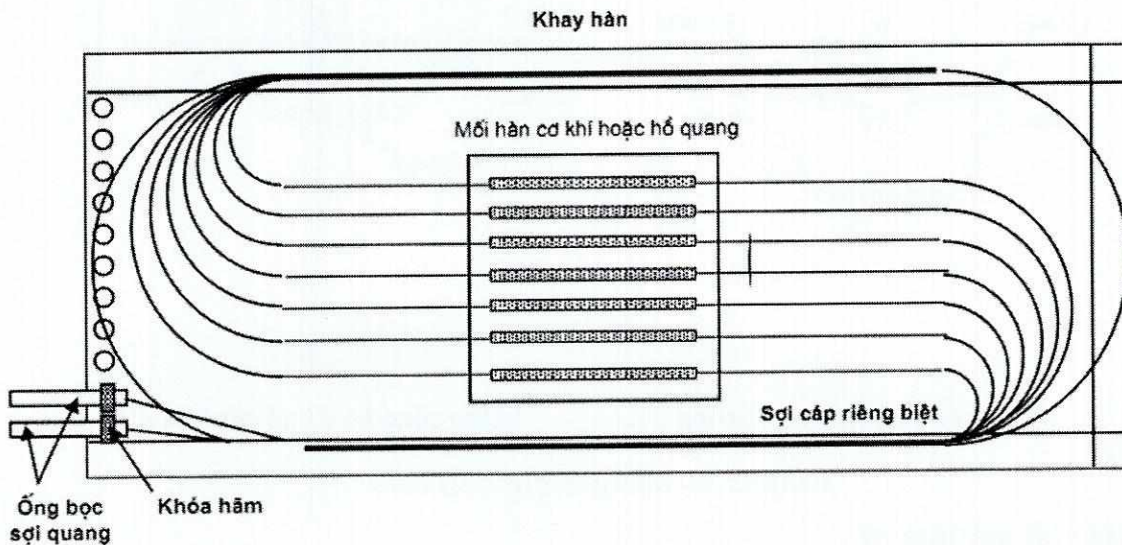 Khay hàn
Mối hàn cơ khí hoặc hồ quang
Sợi cáp riêng biệt
Ống bọc
sợi quang
Khóa hãm